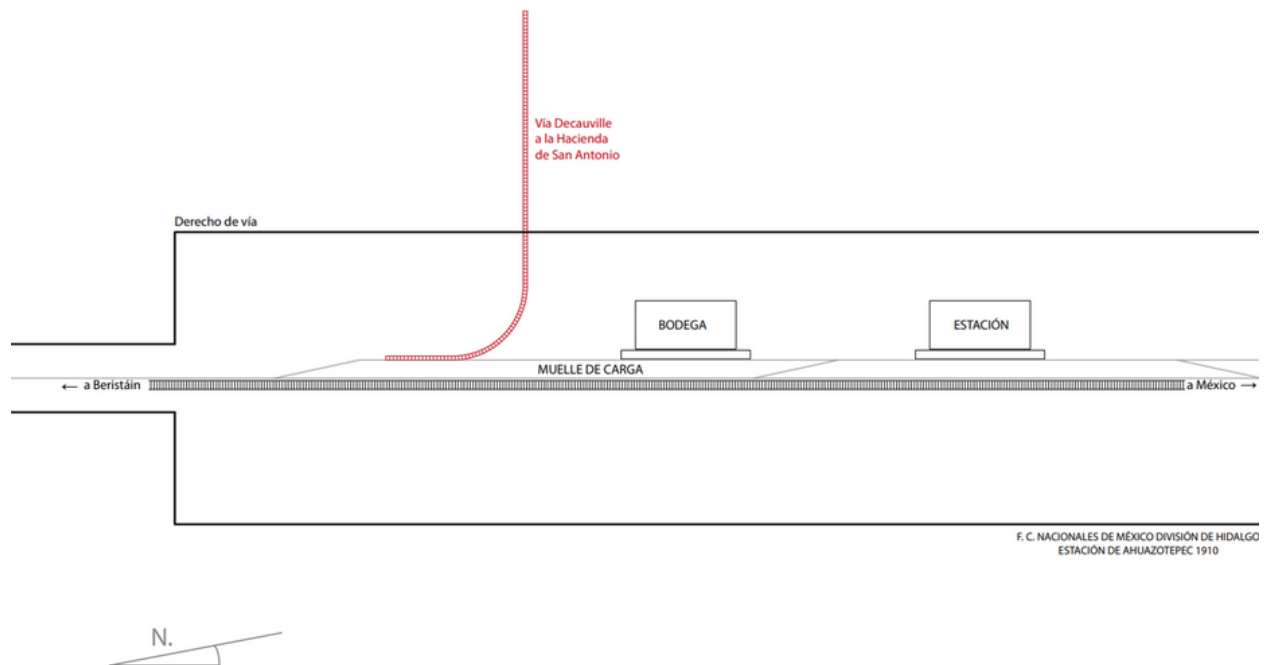 Vía Decauville
a la Hacienda
de San Antonio
Derecho de vía
BODEGA
ESTACIÓN
MUELLE DE CARGA
← a Beristáin
a México →
F. C. NACIONALES DE MÉXICO DIVISIÓN DE HIDALGO
ESTACIÓN DE AHUAZOTEPEC 1910
N.